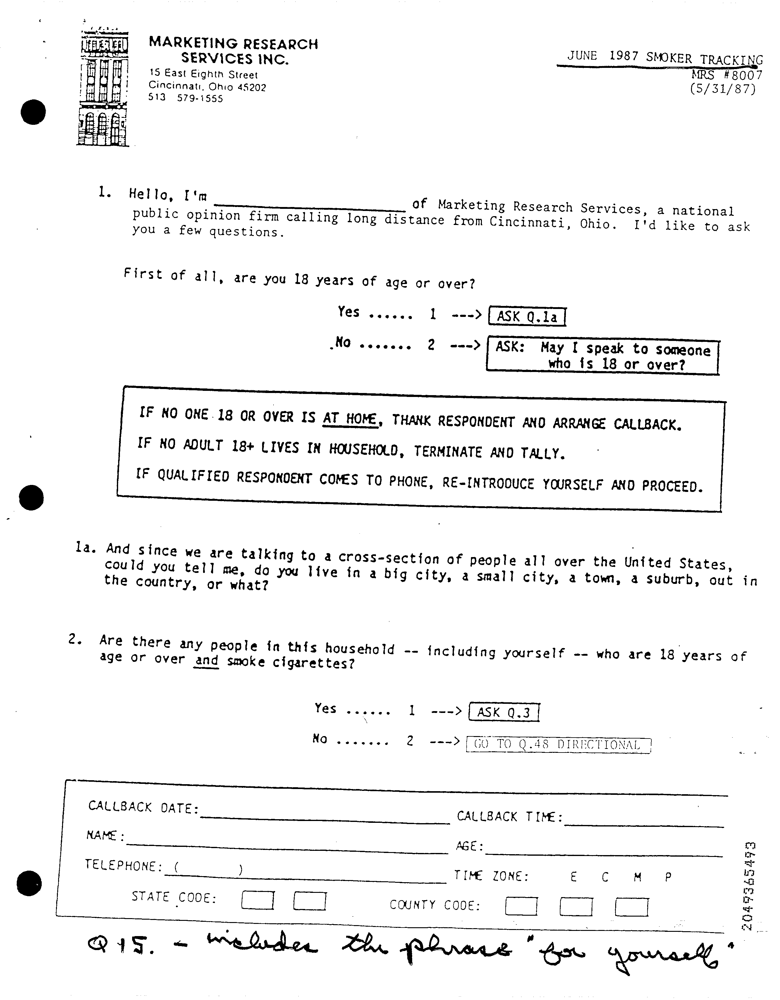 MARKETING RESEARCH
SERVICES INC.
15 East Eighth Street
Cincinnati, Ohio 45202
513 579-1555
JUNE 1987 SMOKER TRACKING
MRS #8007
(5/31/87)
1. Hello, I'm ____________________ of Marketing Research Services, a national
public opinion firm calling long distance from Cincinnati, Ohio. I'd like to ask
you a few questions.
First of all, are you 18 years of age or over?
Yes ...... 1 ---> ASK Q.1a
No ....... 2 ---> ASK: May I speak to someone
who is 18 or over?
IF NO ONE 18 OR OVER IS AT HOME, THANK RESPONDENT AND ARRANGE CALLBACK.
IF NO ADULT 18+ LIVES IN HOUSEHOLD, TERMINATE AND TALLY.
IF QUALIFIED RESPONDENT COMES TO PHONE, RE-INTRODUCE YOURSELF AND PROCEED.
1a. And since we are talking to a cross-section of people all over the United States,
could you tell me, do you live in a big city, a small city, a town, a suburb, out in
the country, or what?
2. Are there any people in this household -- including yourself -- who are 18 years of
age or over and smoke cigarettes?
Yes ...... 1 ---> ASK Q.3
No ....... 2 ---> GO TO Q.48 DIRECTIONAL
CALLBACK DATE:____________________ CALLBACK TIME:____________________
NAME:____________________ AGE:____________________
TELEPHONE: ( ) ____________________ TIME ZONE: E C M P
STATE CODE: COUNTY CODE:
2049365493
Q 15. - includes the phrase "for yourself"